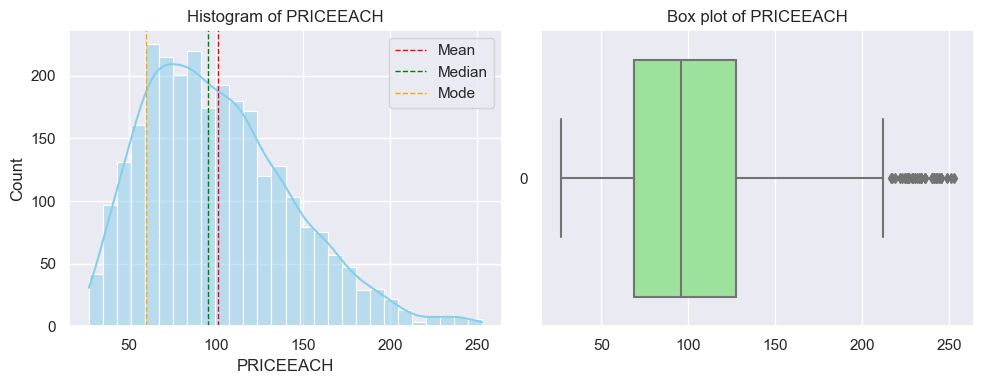 Histogram of PRICEEACH
Mean
Median
Mode
200
150
100
50
0
Count
50 100 150 200 250
PRICEEACH
Box plot of PRICEEACH
0
50 100 150 200 250